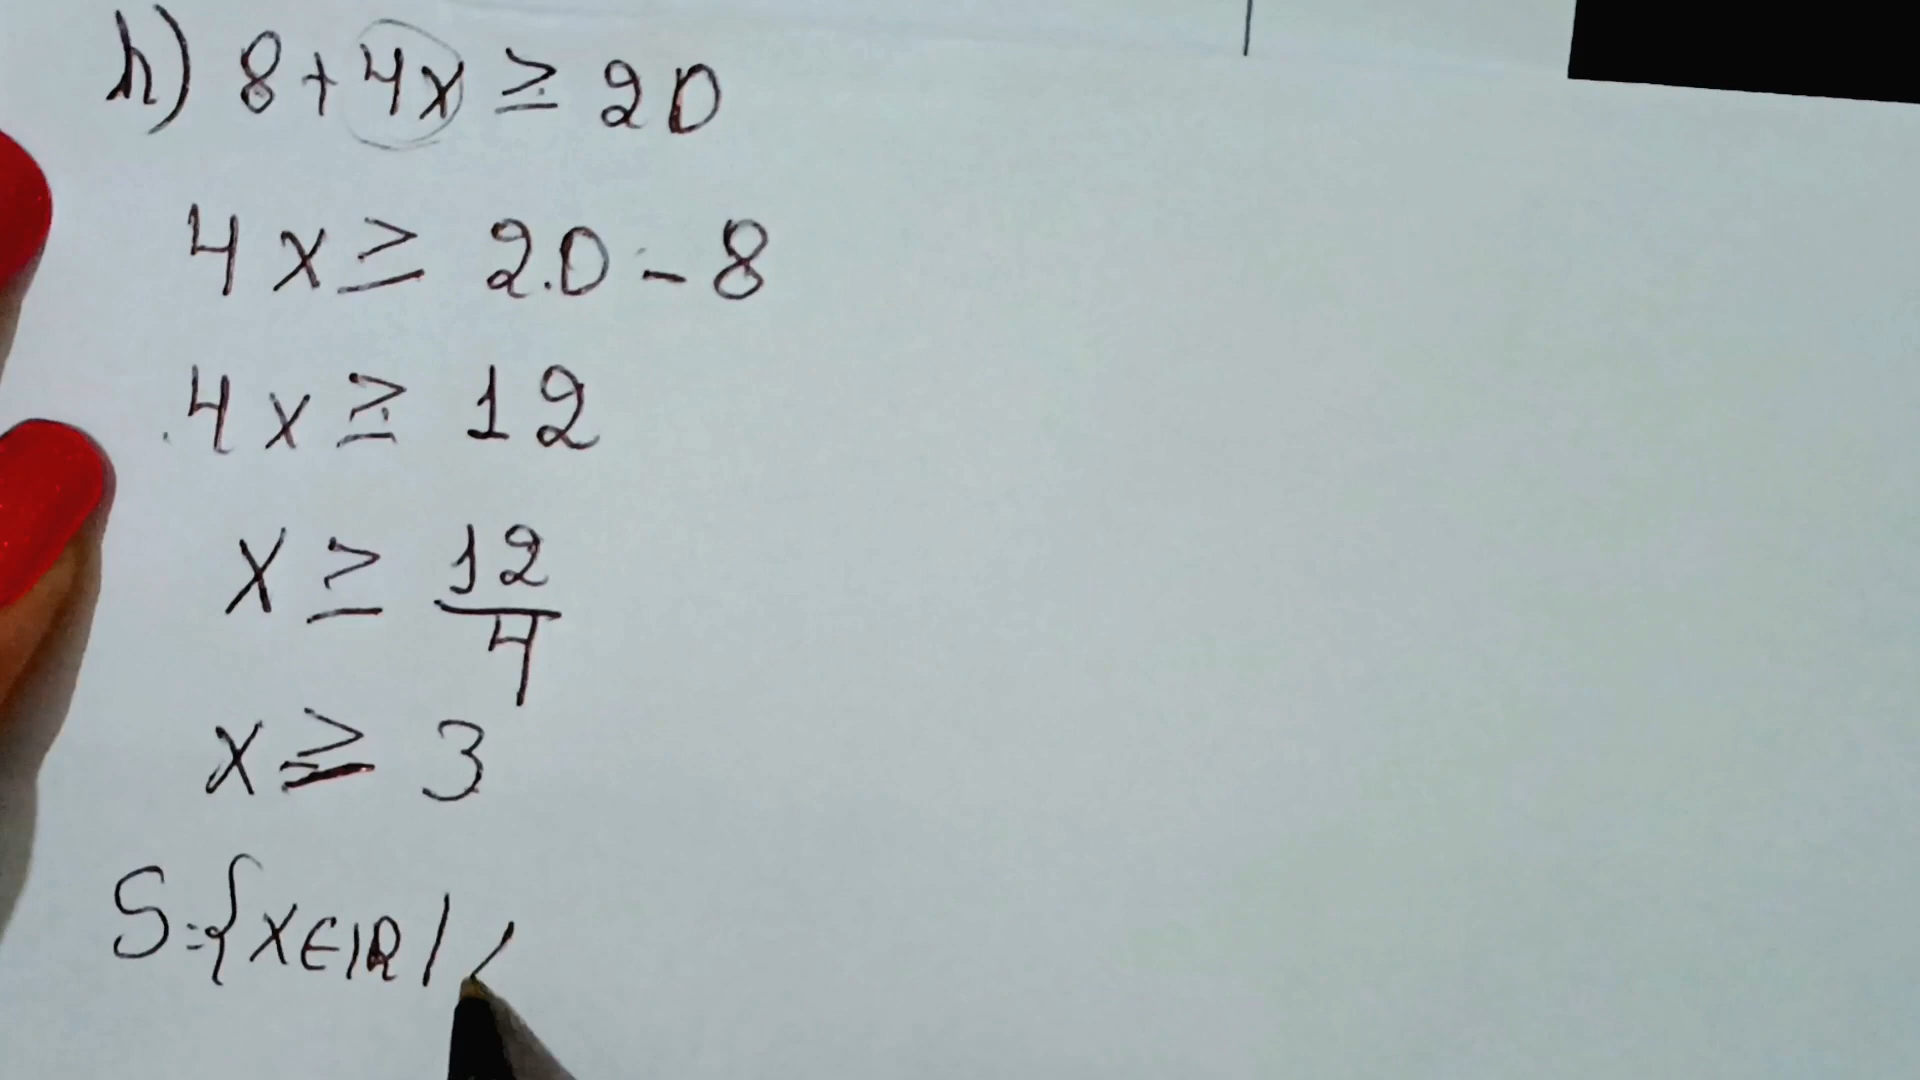 h) 8+4x ≥ 20
4x ≥ 20 - 8
4x ≥ 12
x ≥ 12/4
x ≥ 3
S={x∈ℝ /